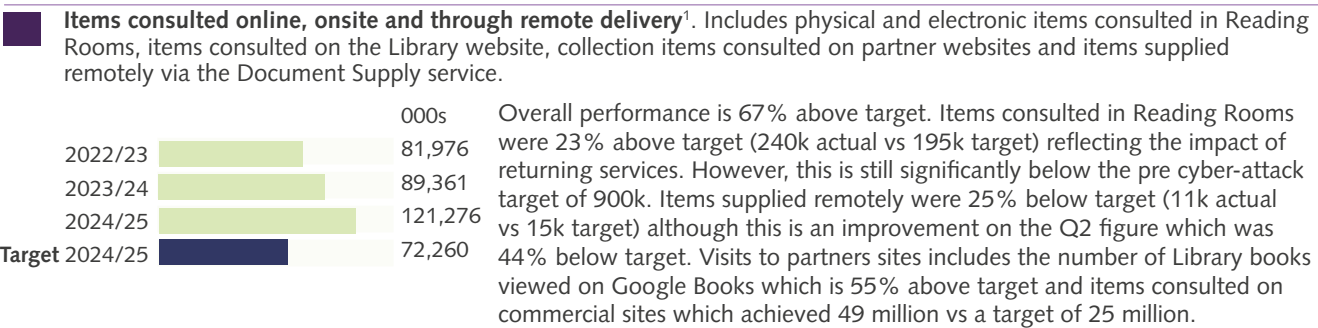 Items consulted online, onsite and through remote delivery¹. Includes physical and electronic items consulted in Reading
Rooms, items consulted on the Library website, collection items consulted on partner websites and items supplied
remotely via the Document Supply service.
000s
2022/23 81,976
2023/24 89,361
2024/25 121,276
Target 2024/25 72,260
Overall performance is 67% above target. Items consulted in Reading Rooms
were 23% above target (240k actual vs 195k target) reflecting the impact of
returning services. However, this is still significantly below the pre cyber-attack
target of 900k. Items supplied remotely were 25% below target (11k actual
vs 15k target) although this is an improvement on the Q2 figure which was
44% below target. Visits to partners sites includes the number of Library books
viewed on Google Books which is 55% above target and items consulted on
commercial sites which achieved 49 million vs a target of 25 million.